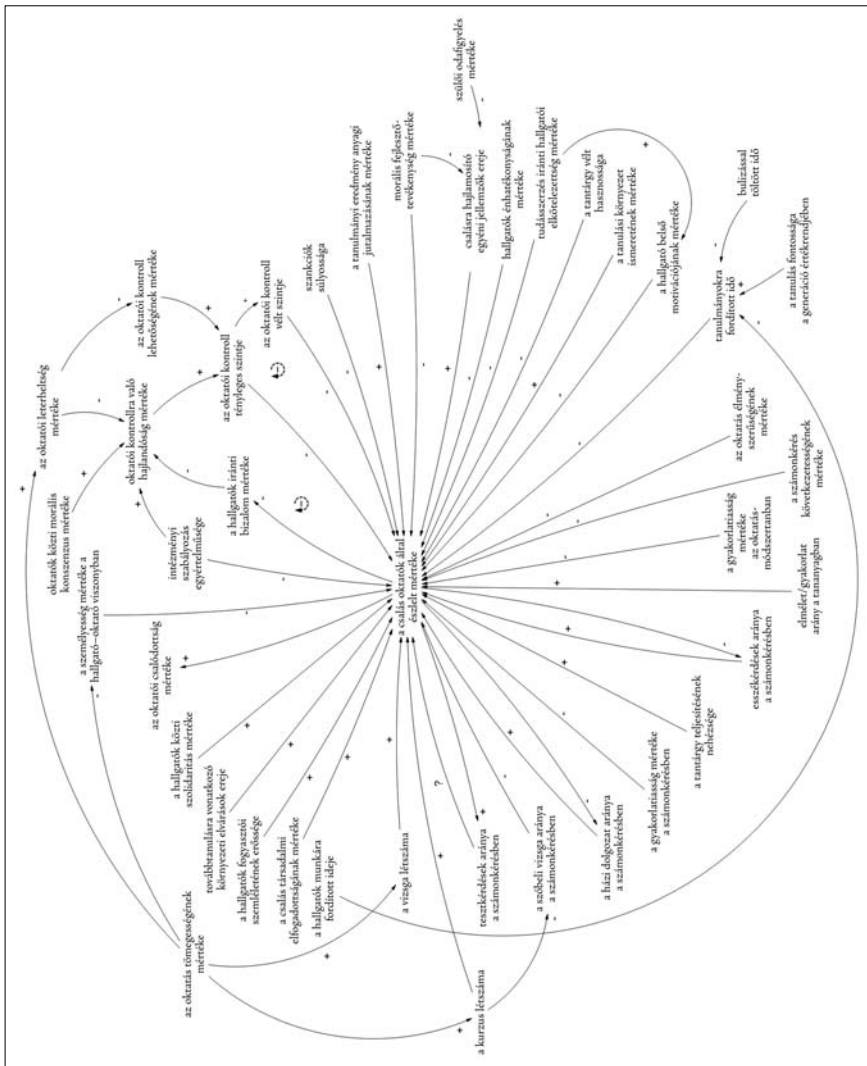 az oktatás tömegességének
mértéke
a kurzus létszáma
oktatók közti morális
konszenzus mértéke
a személyesség mértéke a
hallgató–oktató viszonyban
az oktatói leterheltség
mértéke
az oktatói kontroll
lehetőségének mértéke
oktatói kontrollra való
hajlandóság mértéke
intézményi
szabályozás
egyértelműsége
a hallgatók iránti
bizalom mértéke
az oktatói kontroll
tényleges szintje
az oktatói kontroll
vélt szintje
szankciók
súlyossága
a tanulmányi eredmény anyagi
jutalmazásának mértéke
morális fejlesztő-
tevékenység mértéke
szülői odafigyelés
mértéke
csalásra hajlamosító
egyéni jellemzők ereje
hallgatók énhatékonyságának
mértéke
tudásszerzés iránti hallgatói
elkötelezettség mértéke
a tantárgy vélt
hasznossága
a tanulási környezet
ismeretének mértéke
a hallgató belső
motivációjának mértéke
tanulmányokra
fordított idő
bulizással
töltött idő
a tanulás fontossága
a generáció értékrendjében
az oktatói csalódottság
mértéke
a hallgatók közti
szolidaritás mértéke
továbbtanulásra vonatkozó
környezeti elvárások ereje
a hallgatók fogyasztói
szemléletének erőssége
a csalás társadalmi
elfogadottságának mértéke
a hallgatók munkára
fordított ideje
a vizsga létszáma
a csalás oktatók által
észlelt mértéke
?
tesztkérdések aránya
a számonkérésben
a szóbeli vizsga aránya
a számonkérésben
a házi dolgozat aránya
a számonkérésben
a gyakorlatiasság mértéke
a számonkérésben
a tantárgy teljesítésének
nehézsége
esszékérdések aránya
a számonkérésben
elmélet/gyakorlat
arány a tananyagban
a gyakorlatiasság
mértéke
az oktatás-
módszertanban
a számonkérés
következetességének
mértéke
az oktatás élmény-
szerűségének
mértéke